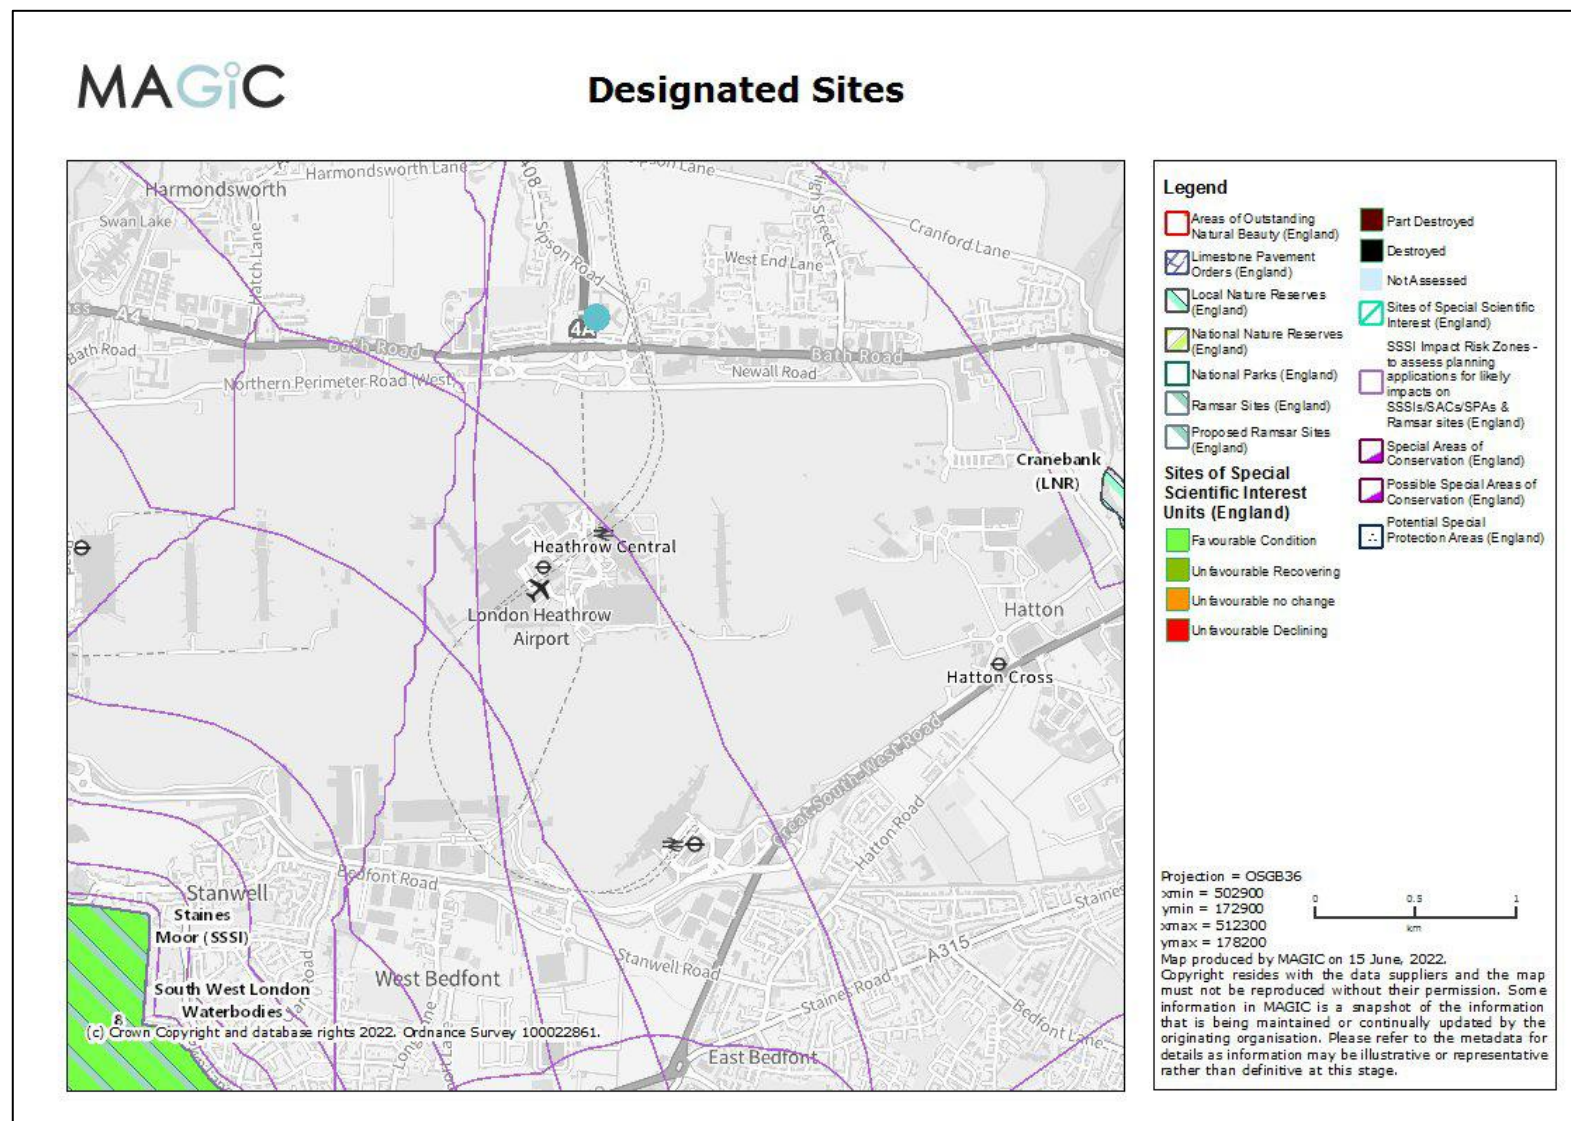 MAGiC
Designated Sites
Harmondsworth Lane
Harmondsworth
Swan Lake
Hatch Lane
408
Sipson Road
Lane
High Street
Cranford Lane
West End Lane
A4
4A
Bath Road
Bath Road
Bath Road
Newall Road
Northern Perimeter Road (West)
Cranebank
(LNR)
Heathrow Central
London Heathrow
Airport
Hatton
Hatton Cross
Great South-West Road
Hatton Road
Bedfont Road
Stanwell
Staines
Moor (SSSI)
Staines
A315
Stanwell Road
West Bedfont
Staines Road
South West London
Waterbodies
Bedfont Lane
East Bedfont
(c) Crown Copyright and database rights 2022. Ordnance Survey 100022861.
Legend
Areas of Outstanding
Natural Beauty (England)
Limestone Pavement
Orders (England)
Local Nature Reserves
(England)
National Nature Reserves
(England)
National Parks (England)
Ramsar Sites (England)
Proposed Ramsar Sites
(England)
Sites of Special
Scientific Interest
Units (England)
Favourable Condition
Unfavourable Recovering
Unfavourable no change
Unfavourable Declining
Part Destroyed
Destroyed
Not Assessed
Sites of Special Scientific
Interest (England)
SSSI Impact Risk Zones -
to assess planning
applications for likely
impacts on
SSSIs/SACs/SPAs &
Ramsar sites (England)
Special Areas of
Conservation (England)
Possible Special Areas of
Conservation (England)
Potential Special
Protection Areas (England)
Projection = OSGB36
xmin = 502900
ymin = 172900
xmax = 512300
ymax = 178200
0 0.5 1
km
Map produced by MAGIC on 15 June, 2022.
Copyright resides with the data suppliers and the map
must not be reproduced without their permission. Some
information in MAGIC is a snapshot of the information
that is being maintained or continually updated by the
originating organisation. Please refer to the metadata for
details as information may be illustrative or representative
rather than definitive at this stage.